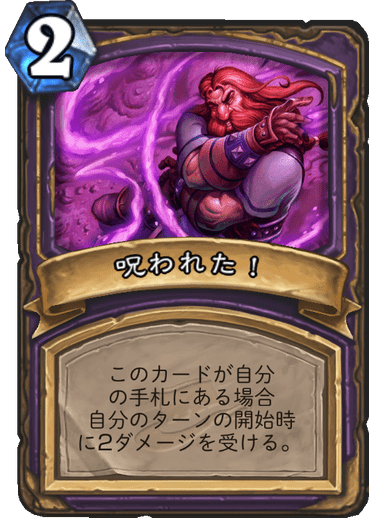 2
呪われた！
このカードが自分
の手札にある場合
自分のターンの開始時
に2ダメージを受ける。